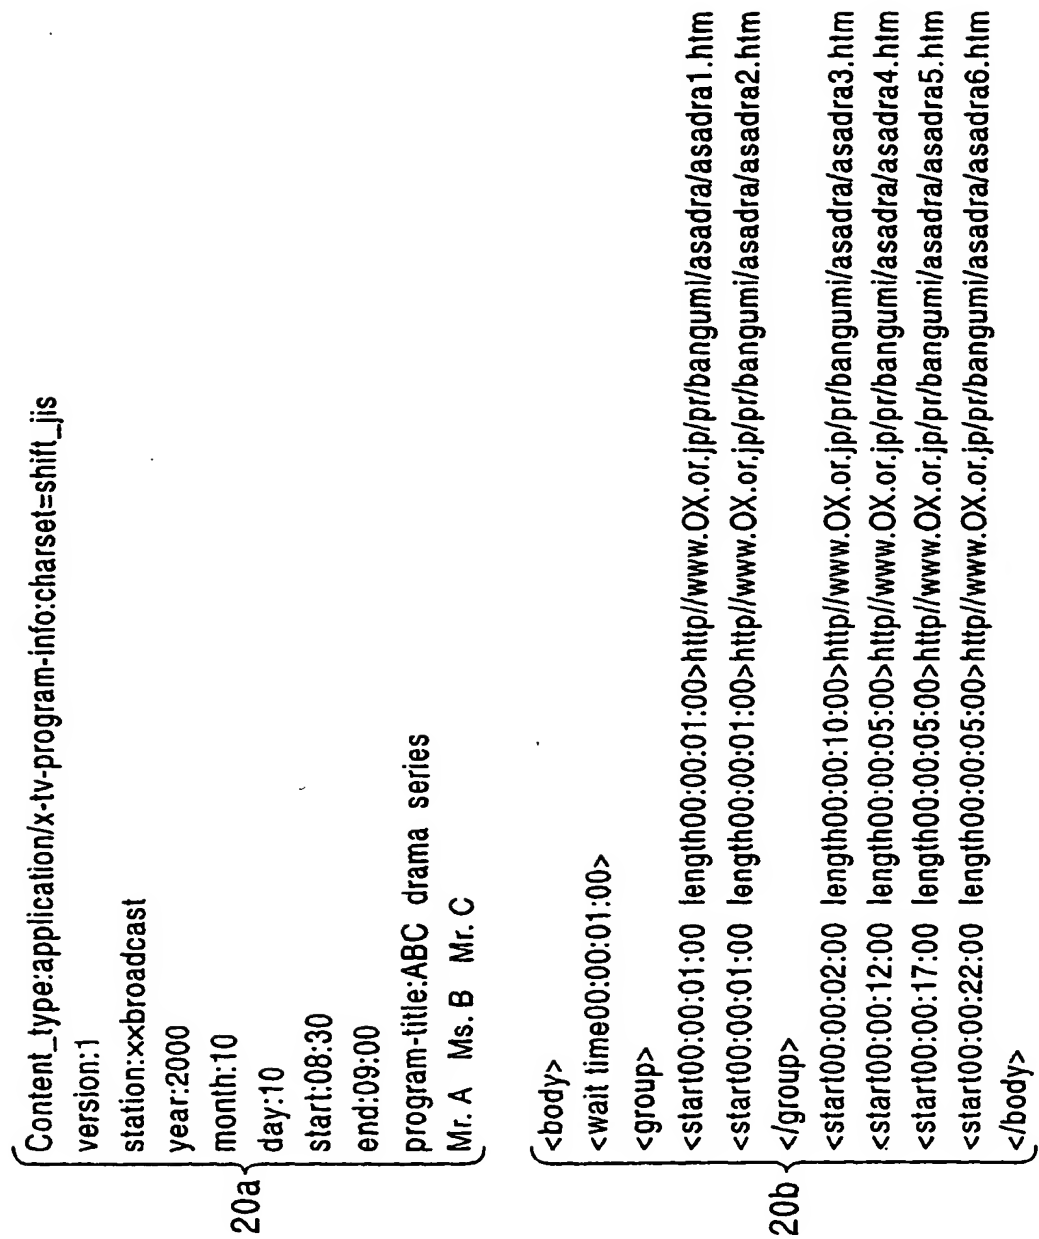 20a
Content_type:application/x-tv-program-info:charset=shift_jis
version:1
station:xxbroadcast
year:2000
month:10
day:10
start:08:30
end:09:00
program-title:ABC drama series
Mr. A Ms. B Mr. C
20b
<body>
<wait time00:00:01:00>
<group>
<start00:00:01:00 length00:00:01:00>http//www.OX.or.jp/pr/bangumi/asadra/asadra1.htm
<start00:00:01:00 length00:00:01:00>http//www.OX.or.jp/pr/bangumi/asadra/asadra2.htm
</group>
<start00:00:02:00 length00:00:10:00>http//www.OX.or.jp/pr/bangumi/asadra/asadra3.htm
<start00:00:12:00 length00:00:05:00>http//www.OX.or.jp/pr/bangumi/asadra/asadra4.htm
<start00:00:17:00 length00:00:05:00>http//www.OX.or.jp/pr/bangumi/asadra/asadra5.htm
<start00:00:22:00 length00:00:05:00>http//www.OX.or.jp/pr/bangumi/asadra/asadra6.htm
</body>